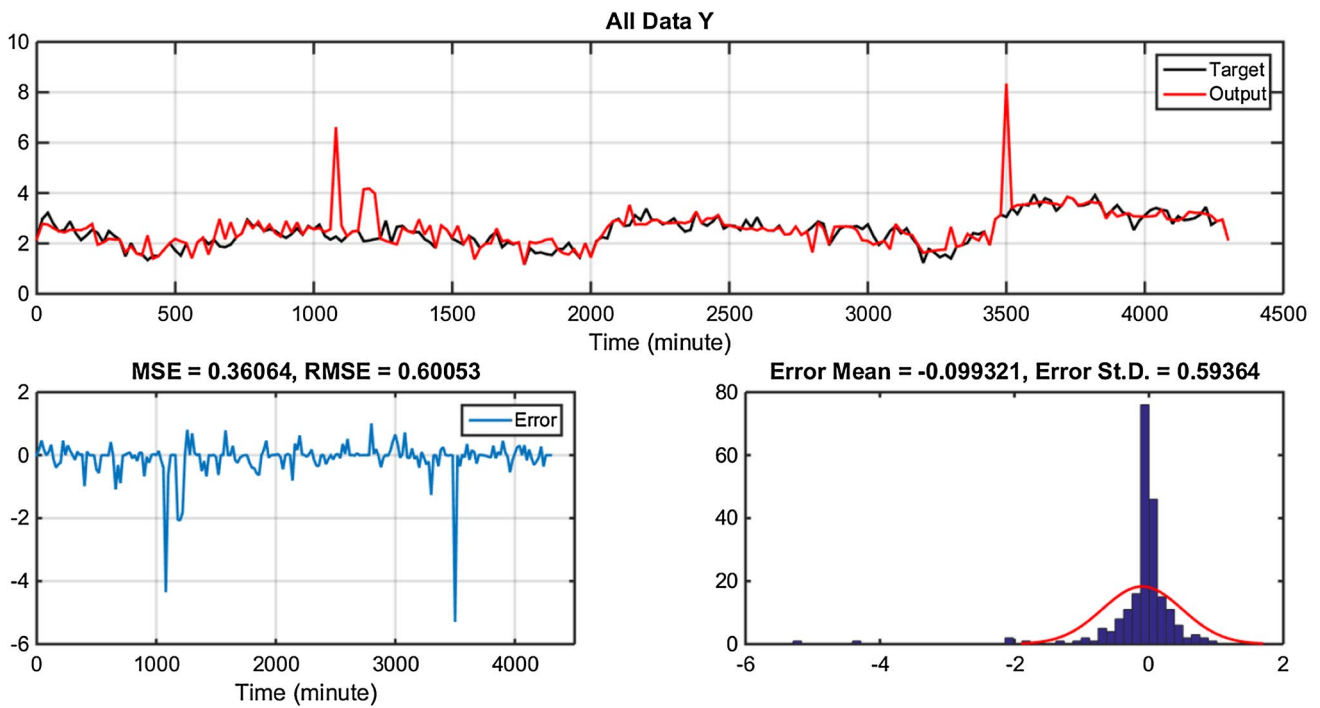 All Data Y
10
8
6
4
2
0
Target
Output
0 500 1000 1500 2000 2500 3000 3500 4000 4500
Time (minute)
MSE = 0.36064, RMSE = 0.60053
2
0
-2
-4
-6
Error
0 1000 2000 3000 4000
Time (minute)
Error Mean = -0.099321, Error St.D. = 0.59364
80
60
40
20
0
-6 -4 -2 0 2